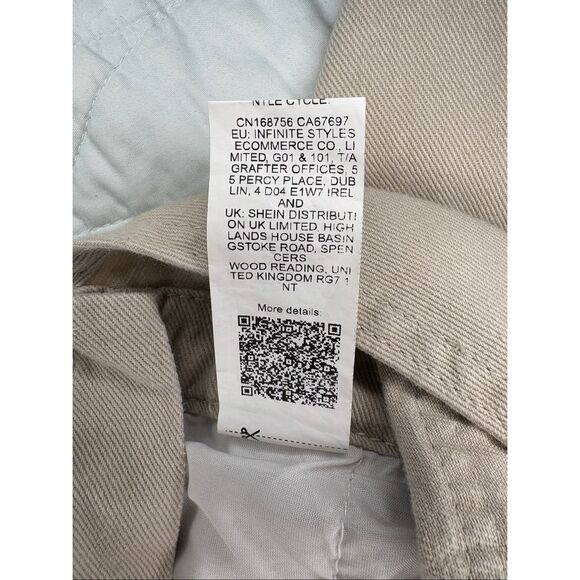 NTLE CYCLE.
CN168756 CA67697
EU: INFINITE STYLES
ECOMMERCE CO., LI
MITED, G01 & 101, T/A
GRAFTER OFFICES, 5
5 PERCY PLACE, DUB
LIN, 4 D04 E1W7 IREL
AND
UK: SHEIN DISTRIBUTI
ON UK LIMITED, HIGH
LANDS HOUSE BASIN
GSTOKE ROAD, SPEN
CERS
WOOD READING, UNI
TED KINGDOM RG7 1
NT
More details: